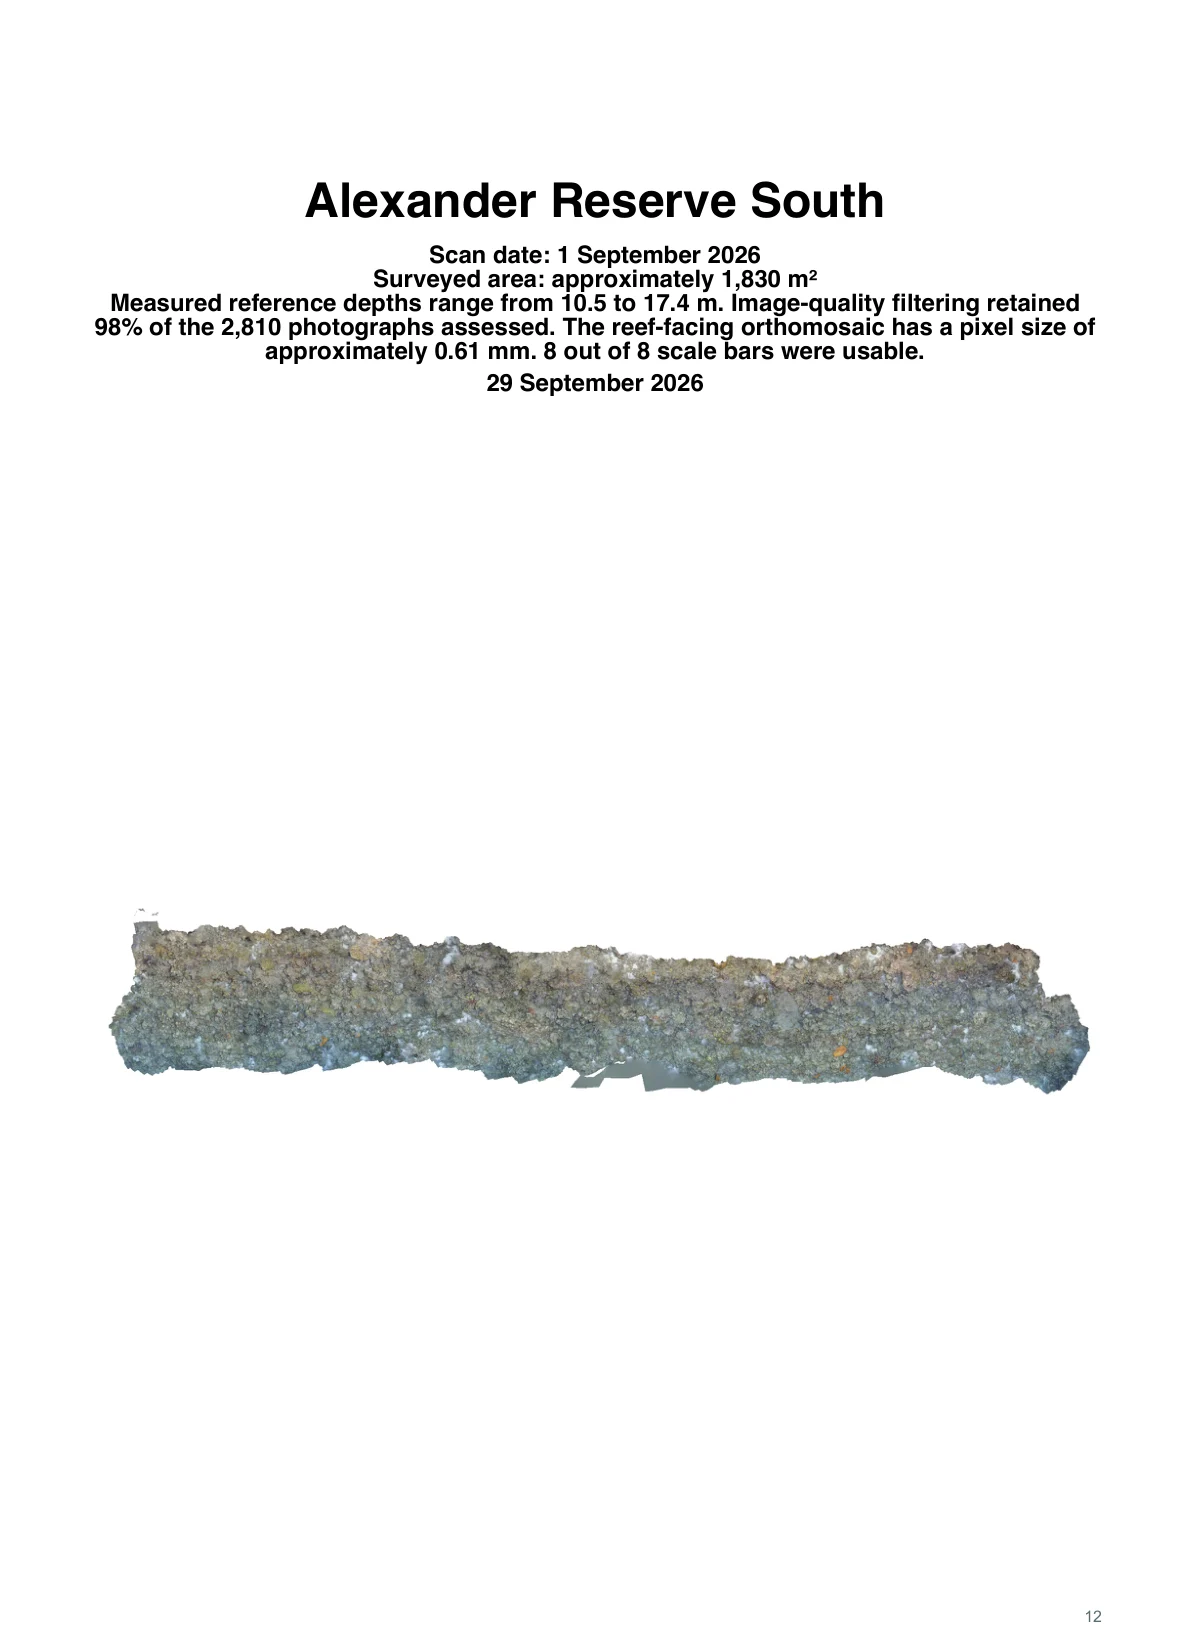 Alexander Reserve South
Scan date: 1 September 2026
Surveyed area: approximately 1,830 m²
Measured reference depths range from 10.5 to 17.4 m. Image-quality filtering retained
98% of the 2,810 photographs assessed. The reef-facing orthomosaic has a pixel size of
approximately 0.61 mm. 8 out of 8 scale bars were usable.
29 September 2026
12